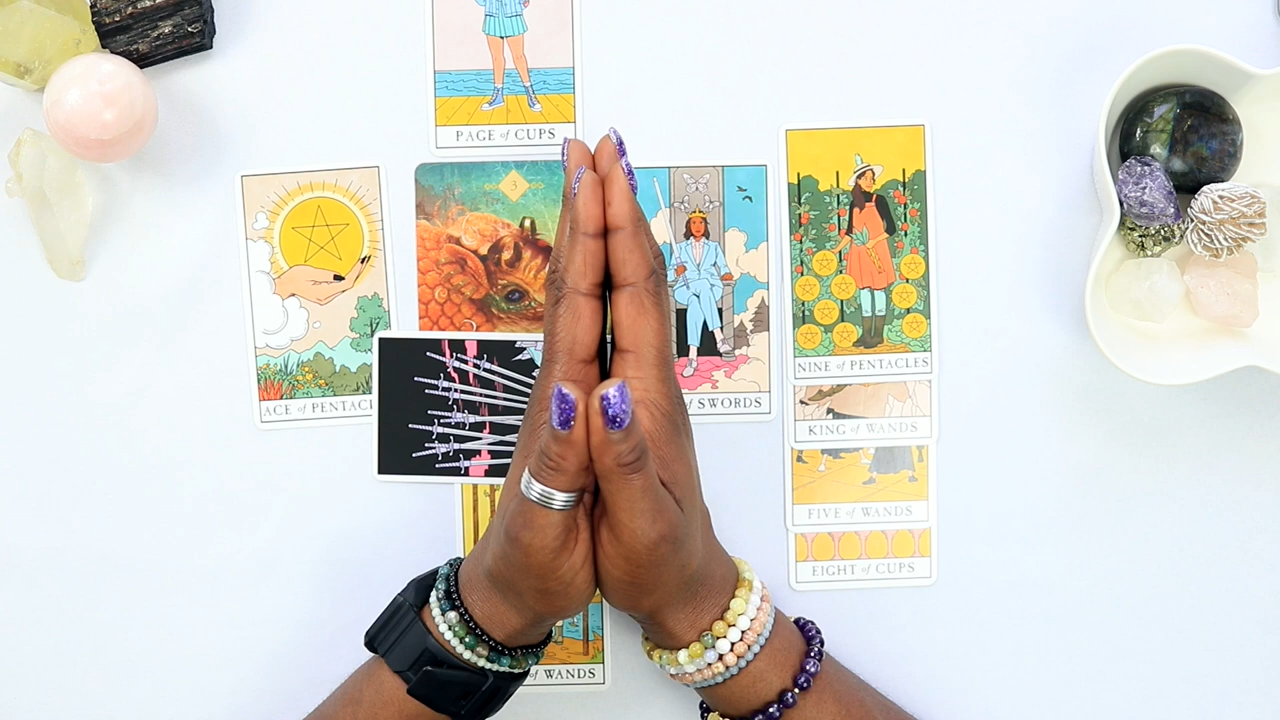 PAGE of CUPS
3
ACE of PENTACL
of SWORDS
NINE of PENTACLES
KING of WANDS
FIVE of WANDS
EIGHT of CUPS
of WANDS